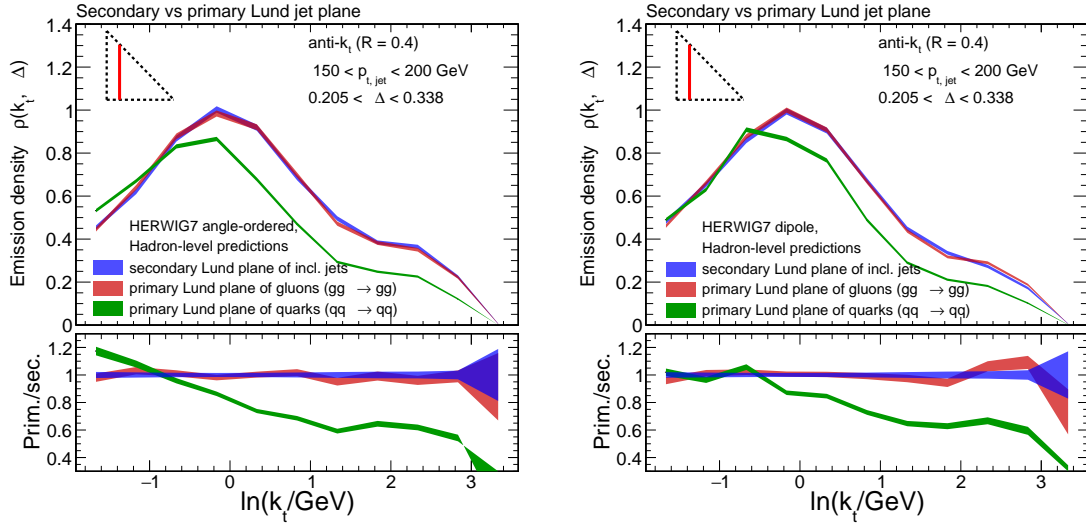 Secondary vs primary Lund jet plane
Emission density ρ(k_t, Δ)
1.4
1.2
1
0.8
0.6
0.4
0.2
0
anti-k_t (R = 0.4)
150 < p_t, jet < 200 GeV
0.205 < Δ < 0.338
HERWIG7 angle-ordered,
Hadron-level predictions
secondary Lund plane of incl. jets
primary Lund plane of gluons (gg → gg)
primary Lund plane of quarks (qq → qq)
Prim./sec.
1.2
1
0.8
0.6
0.4
−1 0 1 2 3
ln(k_t/GeV)
Secondary vs primary Lund jet plane
Emission density ρ(k_t, Δ)
1.4
1.2
1
0.8
0.6
0.4
0.2
0
anti-k_t (R = 0.4)
150 < p_t, jet < 200 GeV
0.205 < Δ < 0.338
HERWIG7 dipole,
Hadron-level predictions
secondary Lund plane of incl. jets
primary Lund plane of gluons (gg → gg)
primary Lund plane of quarks (qq → qq)
Prim./sec.
1.2
1
0.8
0.6
0.4
−1 0 1 2 3
ln(k_t/GeV)